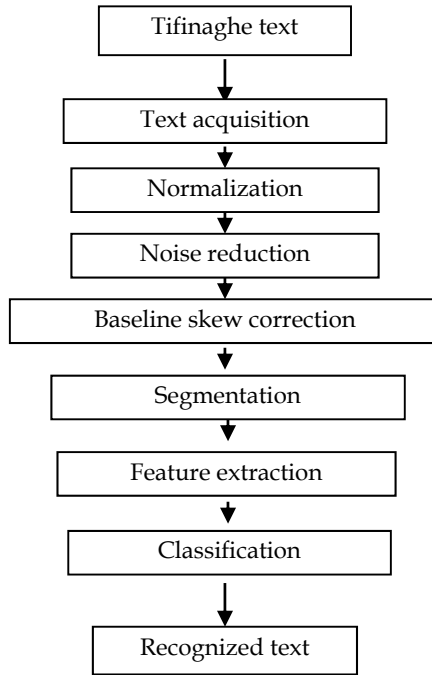 Tifinaghe text
Text acquisition
Normalization
Noise reduction
Baseline skew correction
Segmentation
Feature extraction
Classification
Recognized text